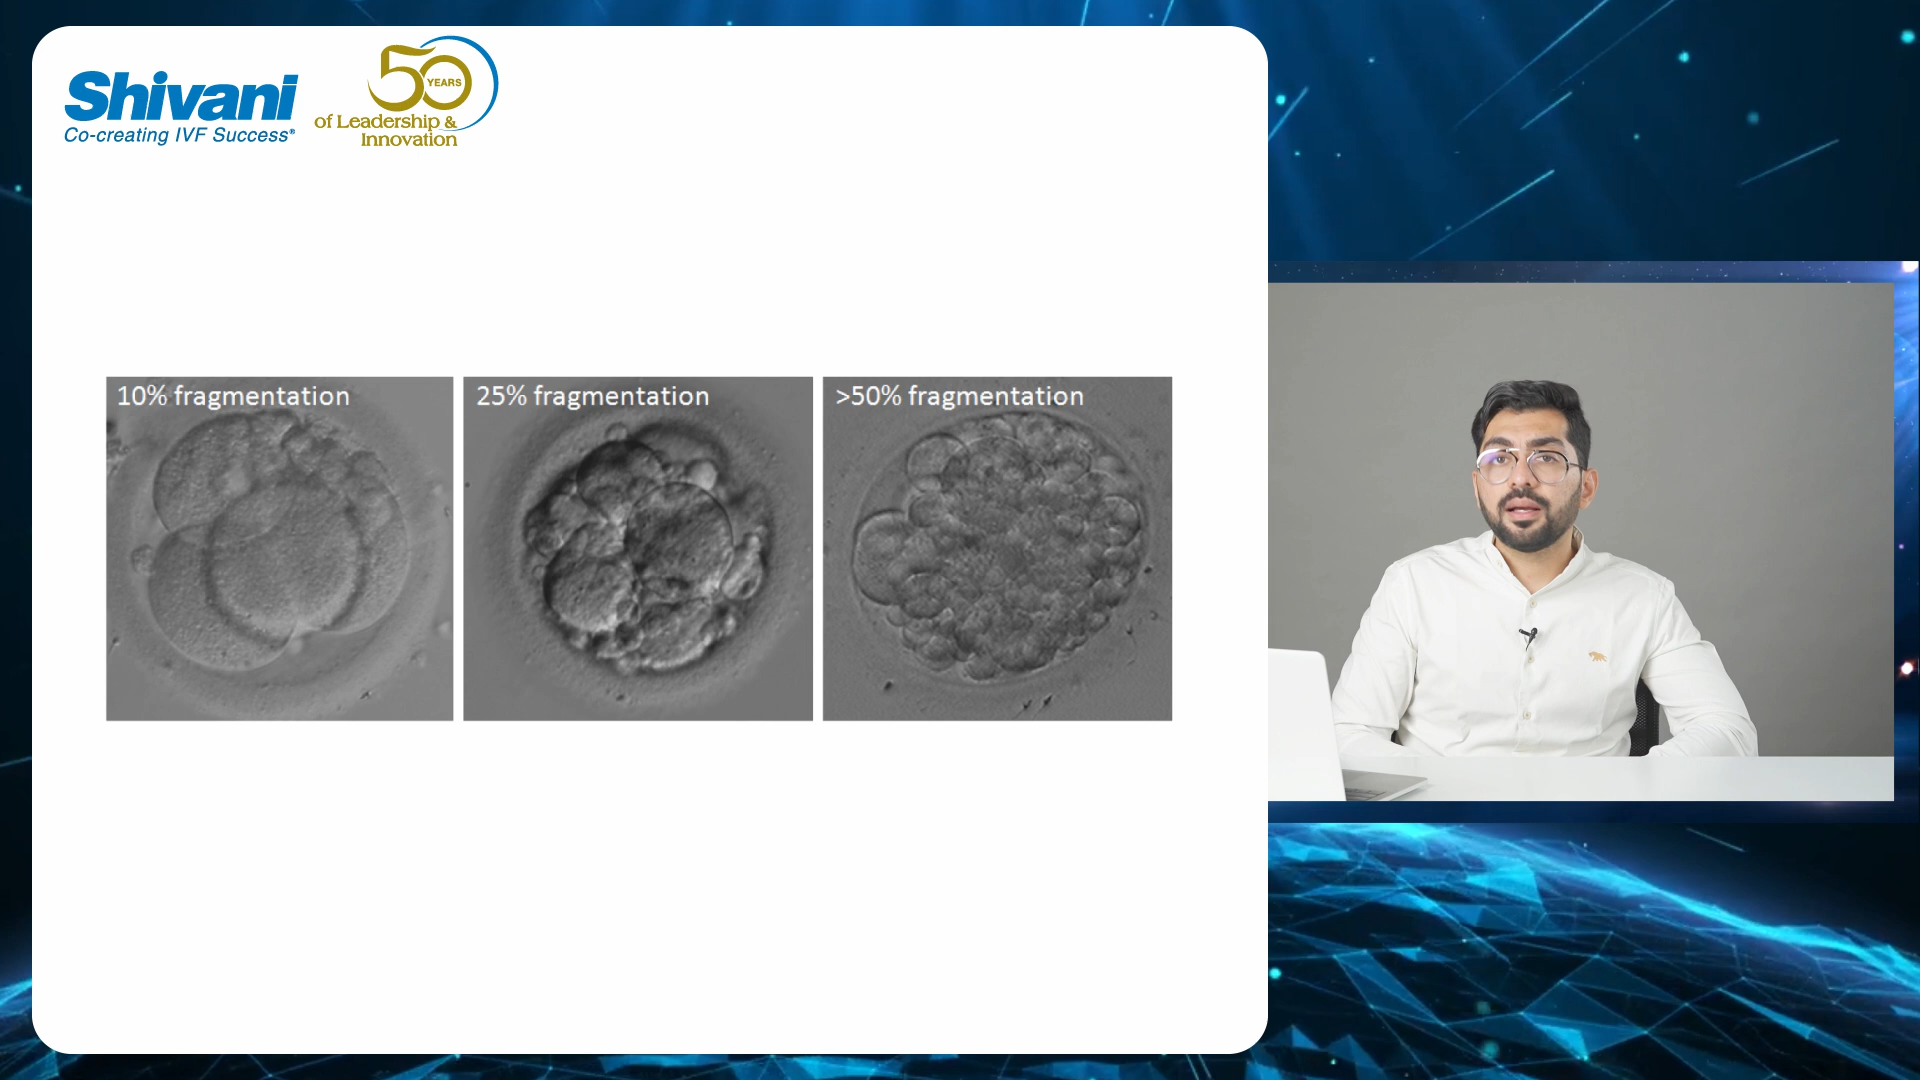 Shivani
Co-creating IVF Success®
50 YEARS
of Leadership &
Innovation
10% fragmentation
25% fragmentation
>50% fragmentation